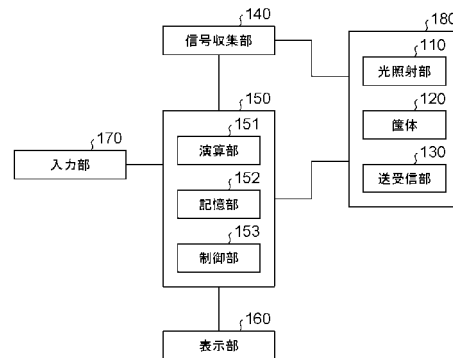 140
信号収集部
180
110
光照射部
120
筐体
130
送受信部
150
151
演算部
152
記憶部
153
制御部
170
入力部
160
表示部